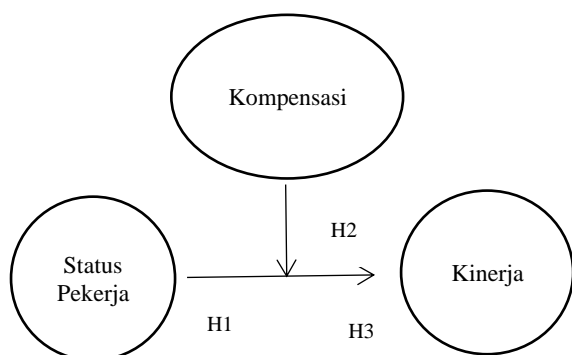 Kompensasi
H2
Status
Pekerja
Kinerja
H1
H3